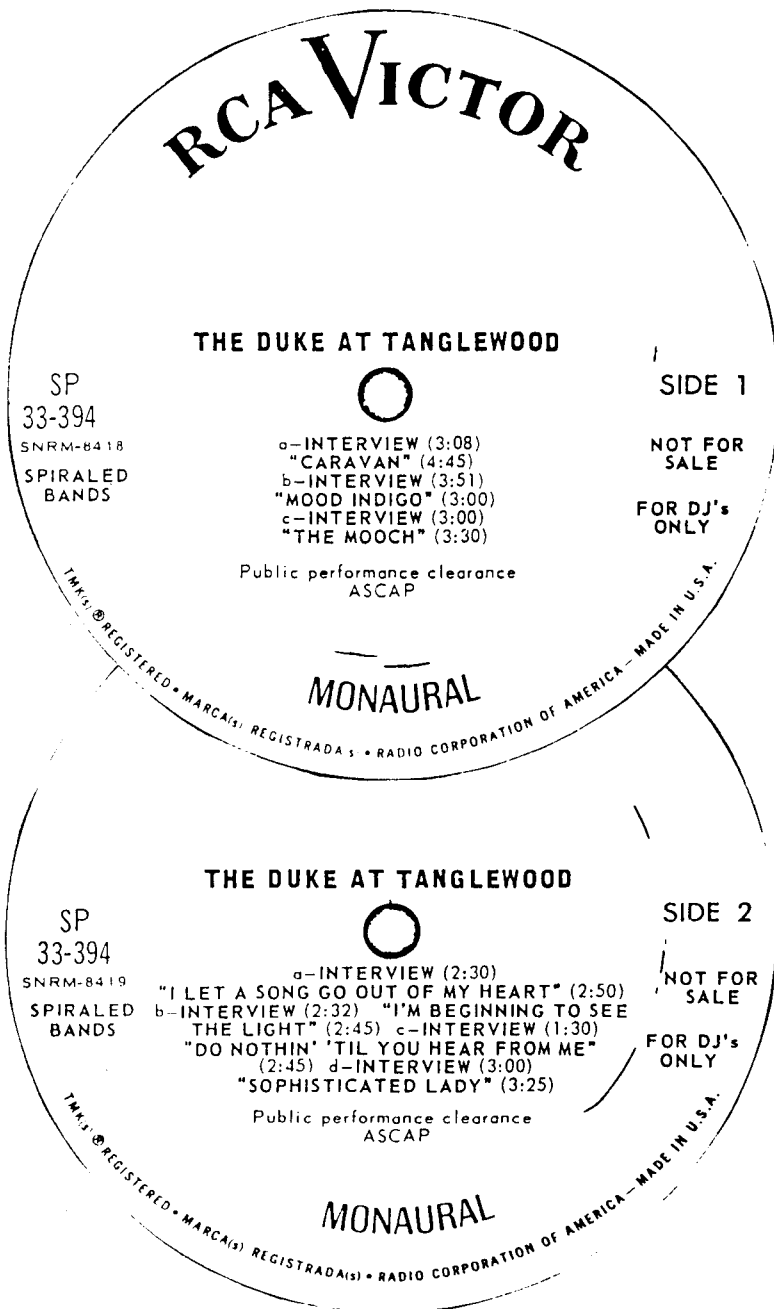 RCA VICTOR
THE DUKE AT TANGLEWOOD
SP
33-394
SNRM-8418
SPIRALED
BANDS
SIDE 1
NOT FOR
SALE
FOR DJ's
ONLY
a-INTERVIEW (3:08)
"CARAVAN" (4:45)
b-INTERVIEW (3:51)
"MOOD INDIGO" (3:00)
c-INTERVIEW (3:00)
"THE MOOCH" (3:30)
Public performance clearance
ASCAP
MONAURAL
TMK(s) ® REGISTERED • MARCA(s) REGISTRADA s • RADIO CORPORATION OF AMERICA - MADE IN U.S.A.
THE DUKE AT TANGLEWOOD
SP
33-394
SNRM-8419
SPIRALED
BANDS
SIDE 2
NOT FOR
SALE
FOR DJ's
ONLY
a-INTERVIEW (2:30)
"I LET A SONG GO OUT OF MY HEART" (2:50)
b-INTERVIEW (2:32) "I'M BEGINNING TO SEE
THE LIGHT" (2:45) c-INTERVIEW (1:30)
"DO NOTHIN' 'TIL YOU HEAR FROM ME"
(2:45) d-INTERVIEW (3:00)
"SOPHISTICATED LADY" (3:25)
Public performance clearance
ASCAP
MONAURAL
TMK(s) ® REGISTERED • MARCA(s) REGISTRADA(s) • RADIO CORPORATION OF AMERICA - MADE IN U.S.A.